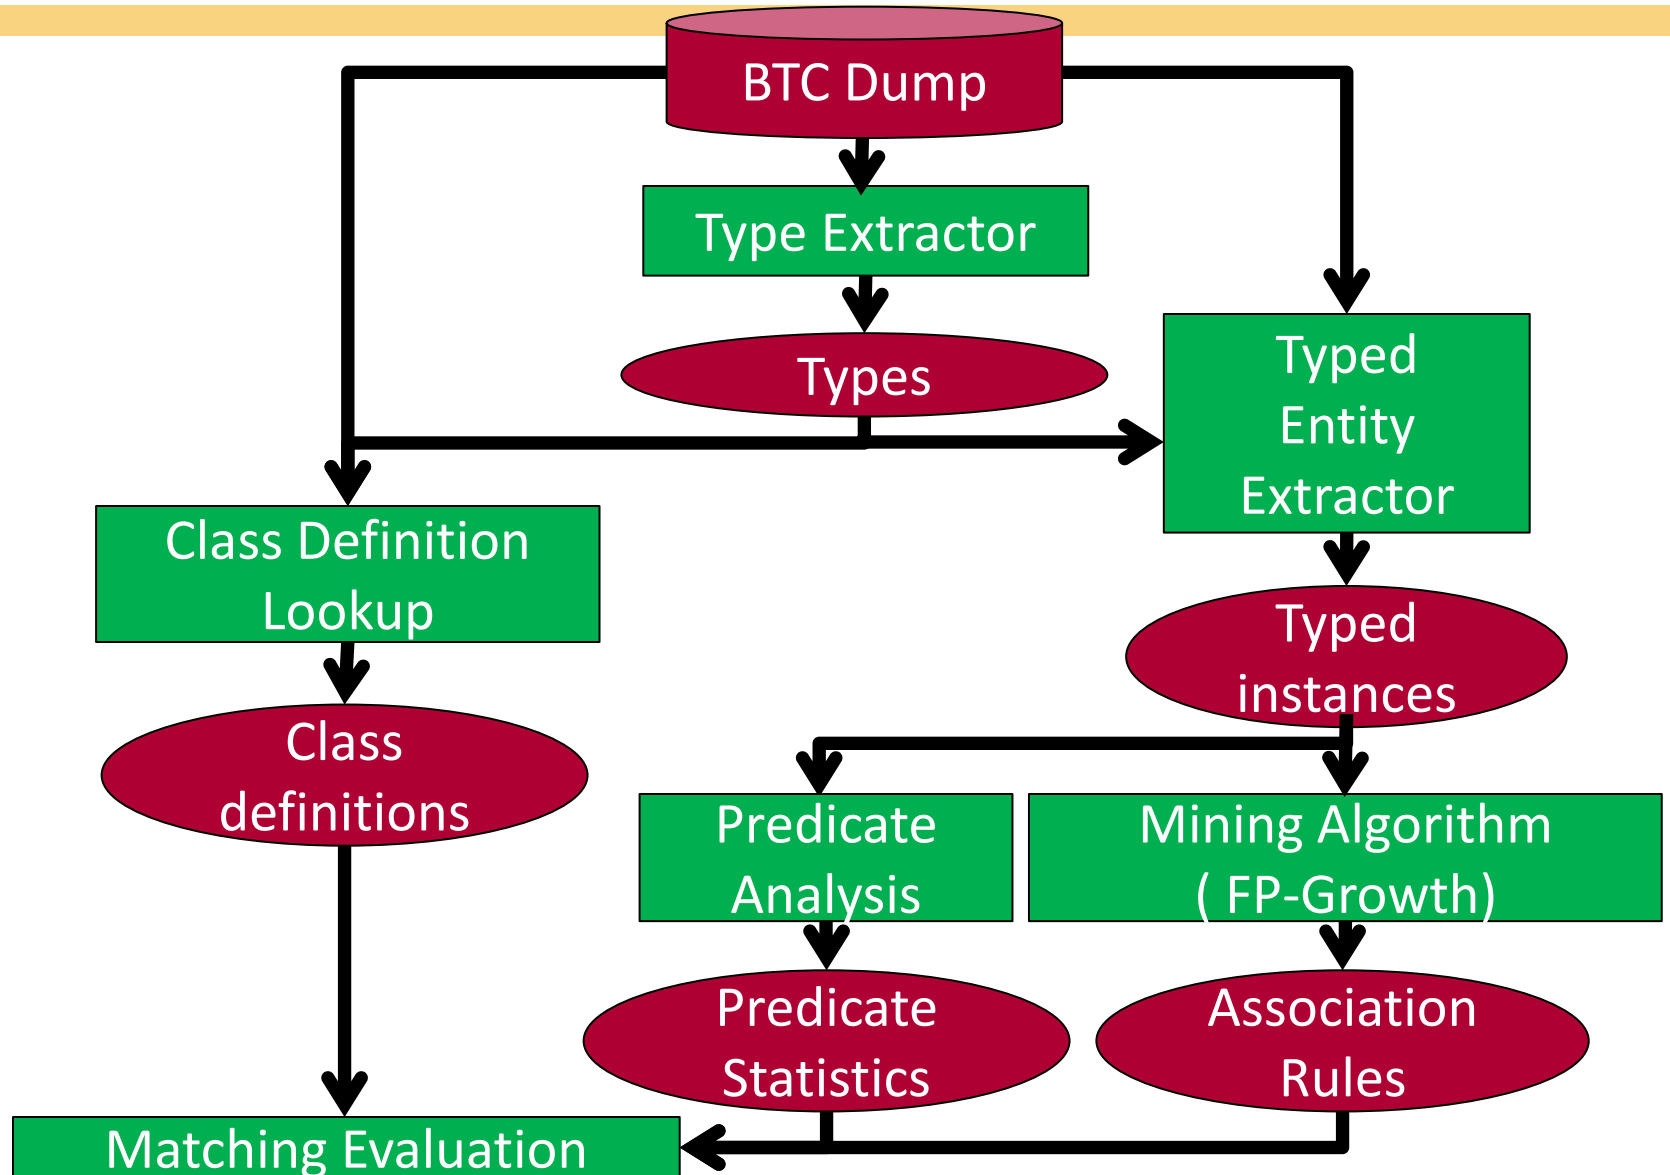 BTC Dump
Type Extractor
Types
Typed
Entity
Extractor
Class Definition
Lookup
Typed
instances
Class
definitions
Predicate
Analysis
Mining Algorithm
( FP-Growth)
Predicate
Statistics
Association
Rules
Matching Evaluation